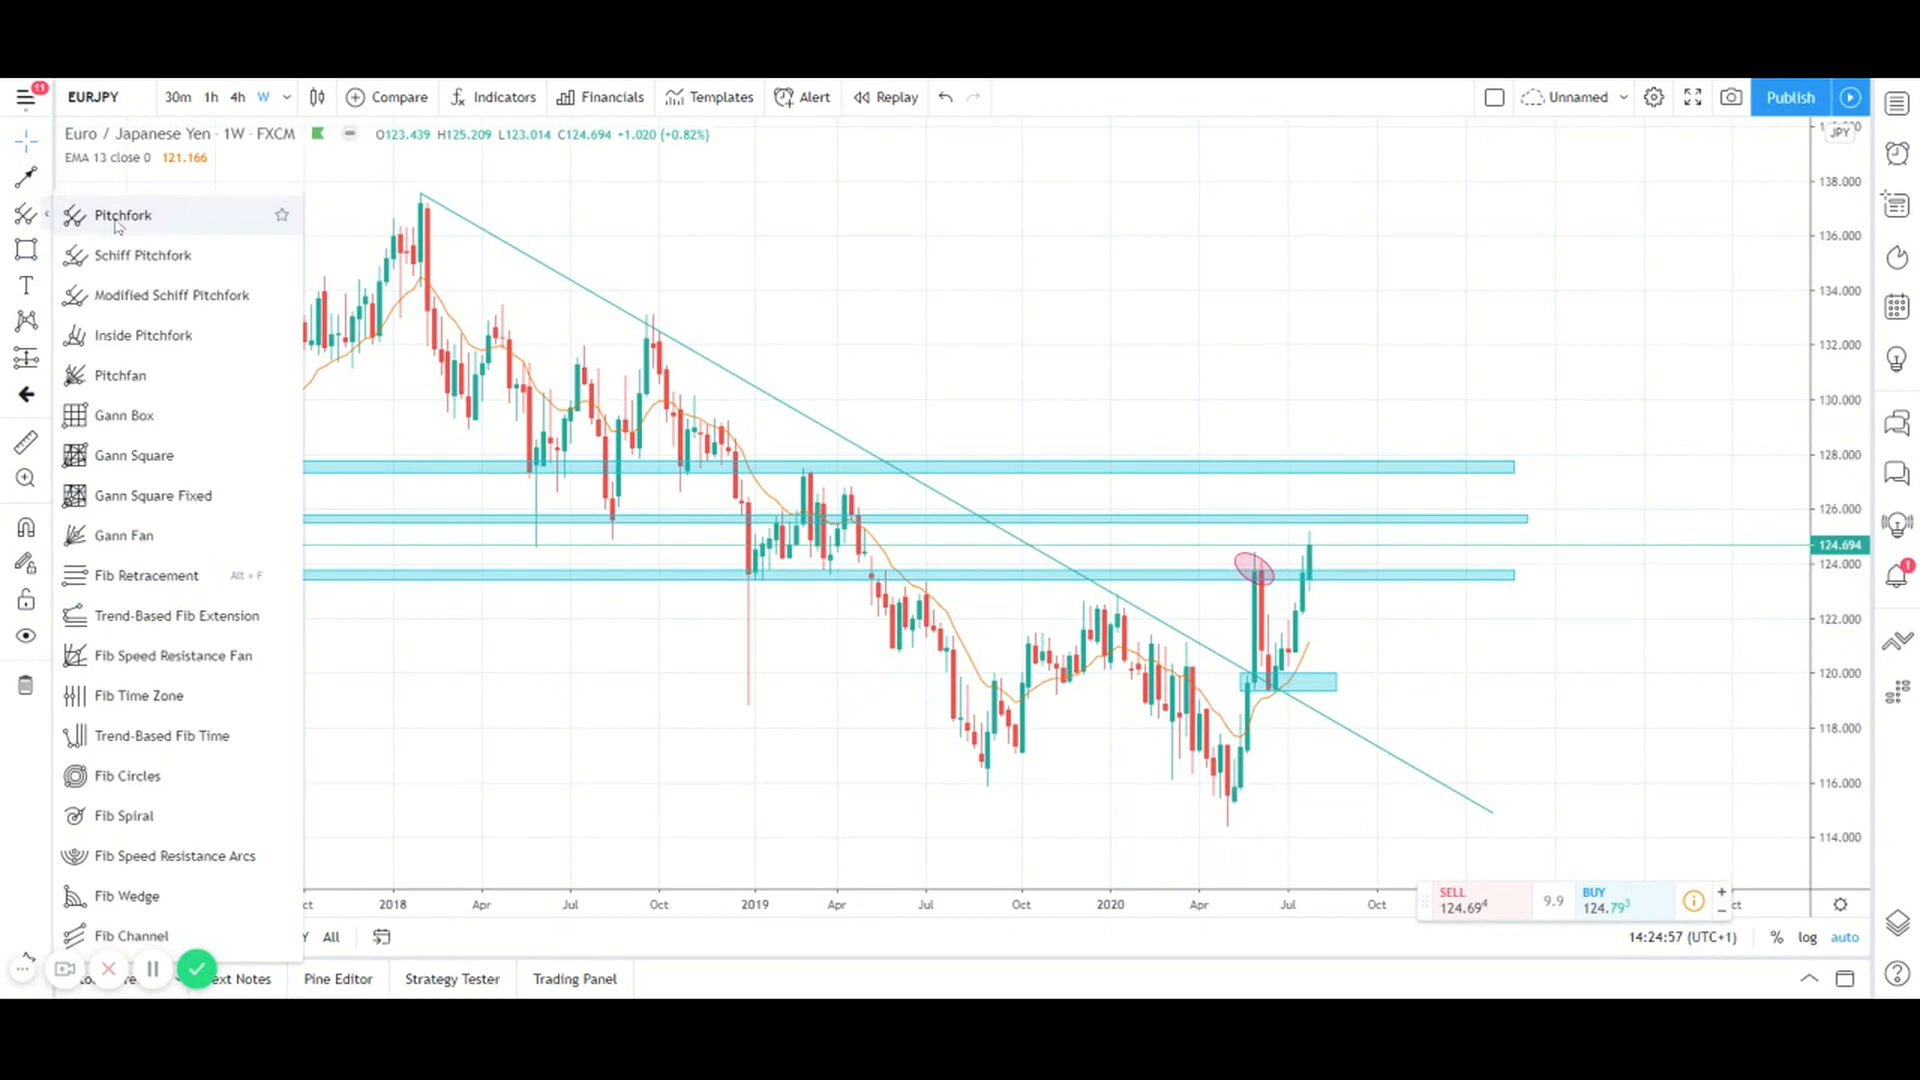 11
EURJPY 30m 1h 4h W Compare Indicators Financials Templates Alert Replay Unnamed Publish
Euro / Japanese Yen · 1W · FXCM O123.439 H125.209 L123.014 C124.694 +1.020 (+0.82%)
JPY
EMA 13 close 0 121.166
138.000
Pitchfork
136.000
Schiff Pitchfork
134.000
Modified Schiff Pitchfork
Inside Pitchfork
132.000
Pitchfan
130.000
Gann Box
Gann Square
128.000
Gann Square Fixed
126.000
Gann Fan
124.694
124.000
1
Fib Retracement Alt + F
Trend-Based Fib Extension
122.000
Fib Speed Resistance Fan
120.000
Fib Time Zone
118.000
Trend-Based Fib Time
Fib Circles
116.000
Fib Spiral
114.000
Fib Speed Resistance Arcs
Fib Wedge
2018 Apr Jul Oct 2019 Apr Jul Oct 2020 Apr Jul Oct
SELL
124.69⁴
9.9
BUY
124.79³
Fib Channel
All
14:24:57 (UTC+1) % log auto
ext Notes Pine Editor Strategy Tester Trading Panel